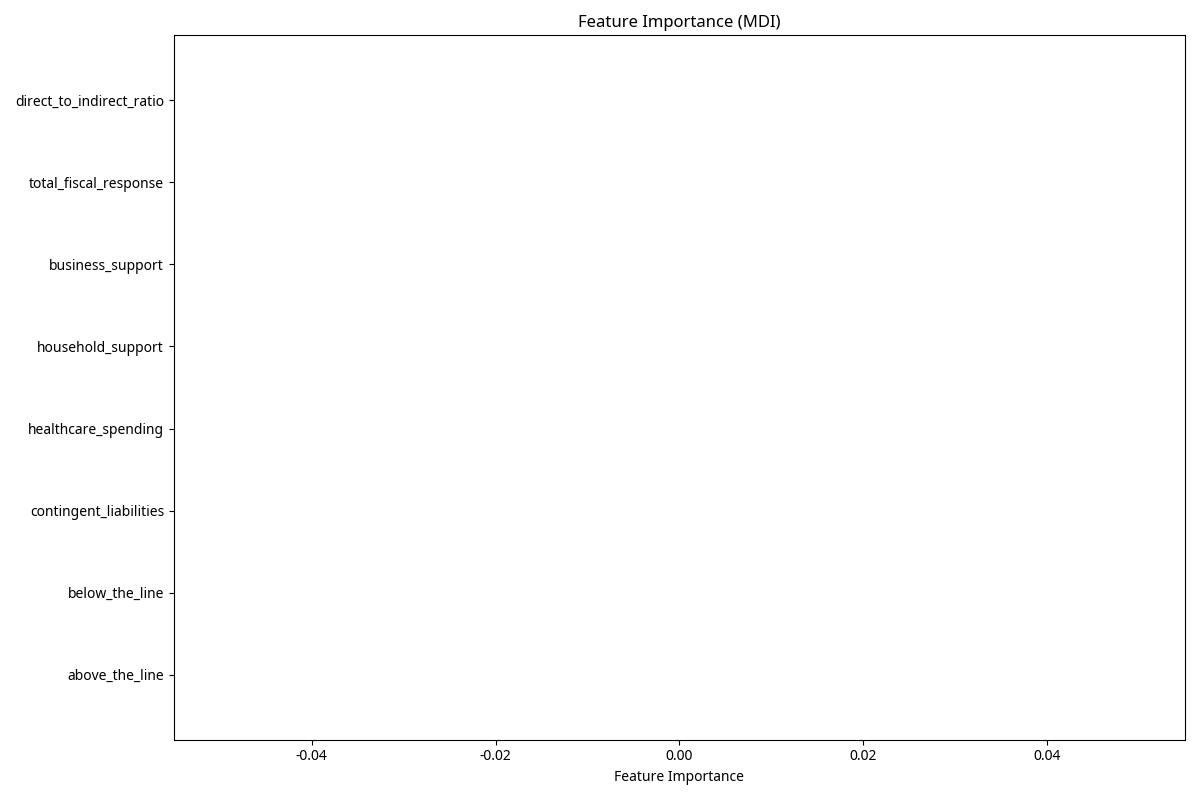 Feature Importance (MDI)
direct_to_indirect_ratio
total_fiscal_response
business_support
household_support
healthcare_spending
contingent_liabilities
below_the_line
above_the_line
-0.04
-0.02
0.00
0.02
0.04
Feature Importance